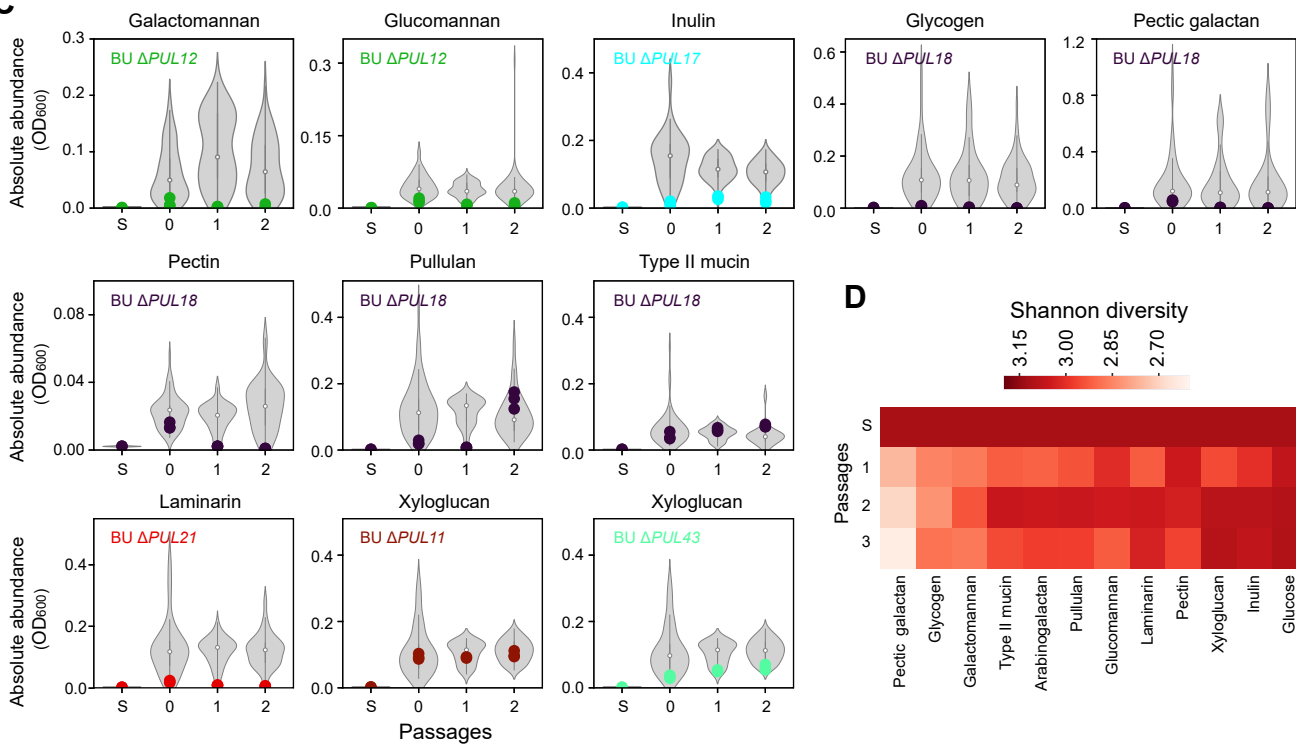 C
Galactomannan
Glucomannan
Inulin
Glycogen
Pectic galactan
Absolute abundance
(OD600)
0.3
0.2
0.1
0.0
BU ΔPUL12
S 0 1 2
0.3
0.15
0.0
BU ΔPUL12
S 0 1 2
0.4
0.2
0.0
BU ΔPUL17
S 0 1 2
0.6
0.4
0.2
0.0
BU ΔPUL18
S 0 1 2
1.2
0.8
0.4
0.0
BU ΔPUL18
S 0 1 2
Pectin
Pullulan
Type II mucin
Absolute abundance
(OD600)
0.08
0.04
0.00
BU ΔPUL18
S 0 1 2
0.4
0.2
0.0
BU ΔPUL18
S 0 1 2
0.4
0.2
0.0
BU ΔPUL18
S 0 1 2
Laminarin
Xyloglucan
Xyloglucan
Absolute abundance
(OD600)
0.4
0.2
0.0
BU ΔPUL21
S 0 1 2
0.4
0.2
0.0
BU ΔPUL11
S 0 1 2
0.4
0.2
0.0
BU ΔPUL43
S 0 1 2
Passages
D
Shannon diversity
3.15
3.00
2.85
2.70
Passages
S
1
2
3
Pectic galactan
Glycogen
Galactomannan
Type II mucin
Arabinogalactan
Pullulan
Glucomannan
Laminarin
Pectin
Xyloglucan
Inulin
Glucose